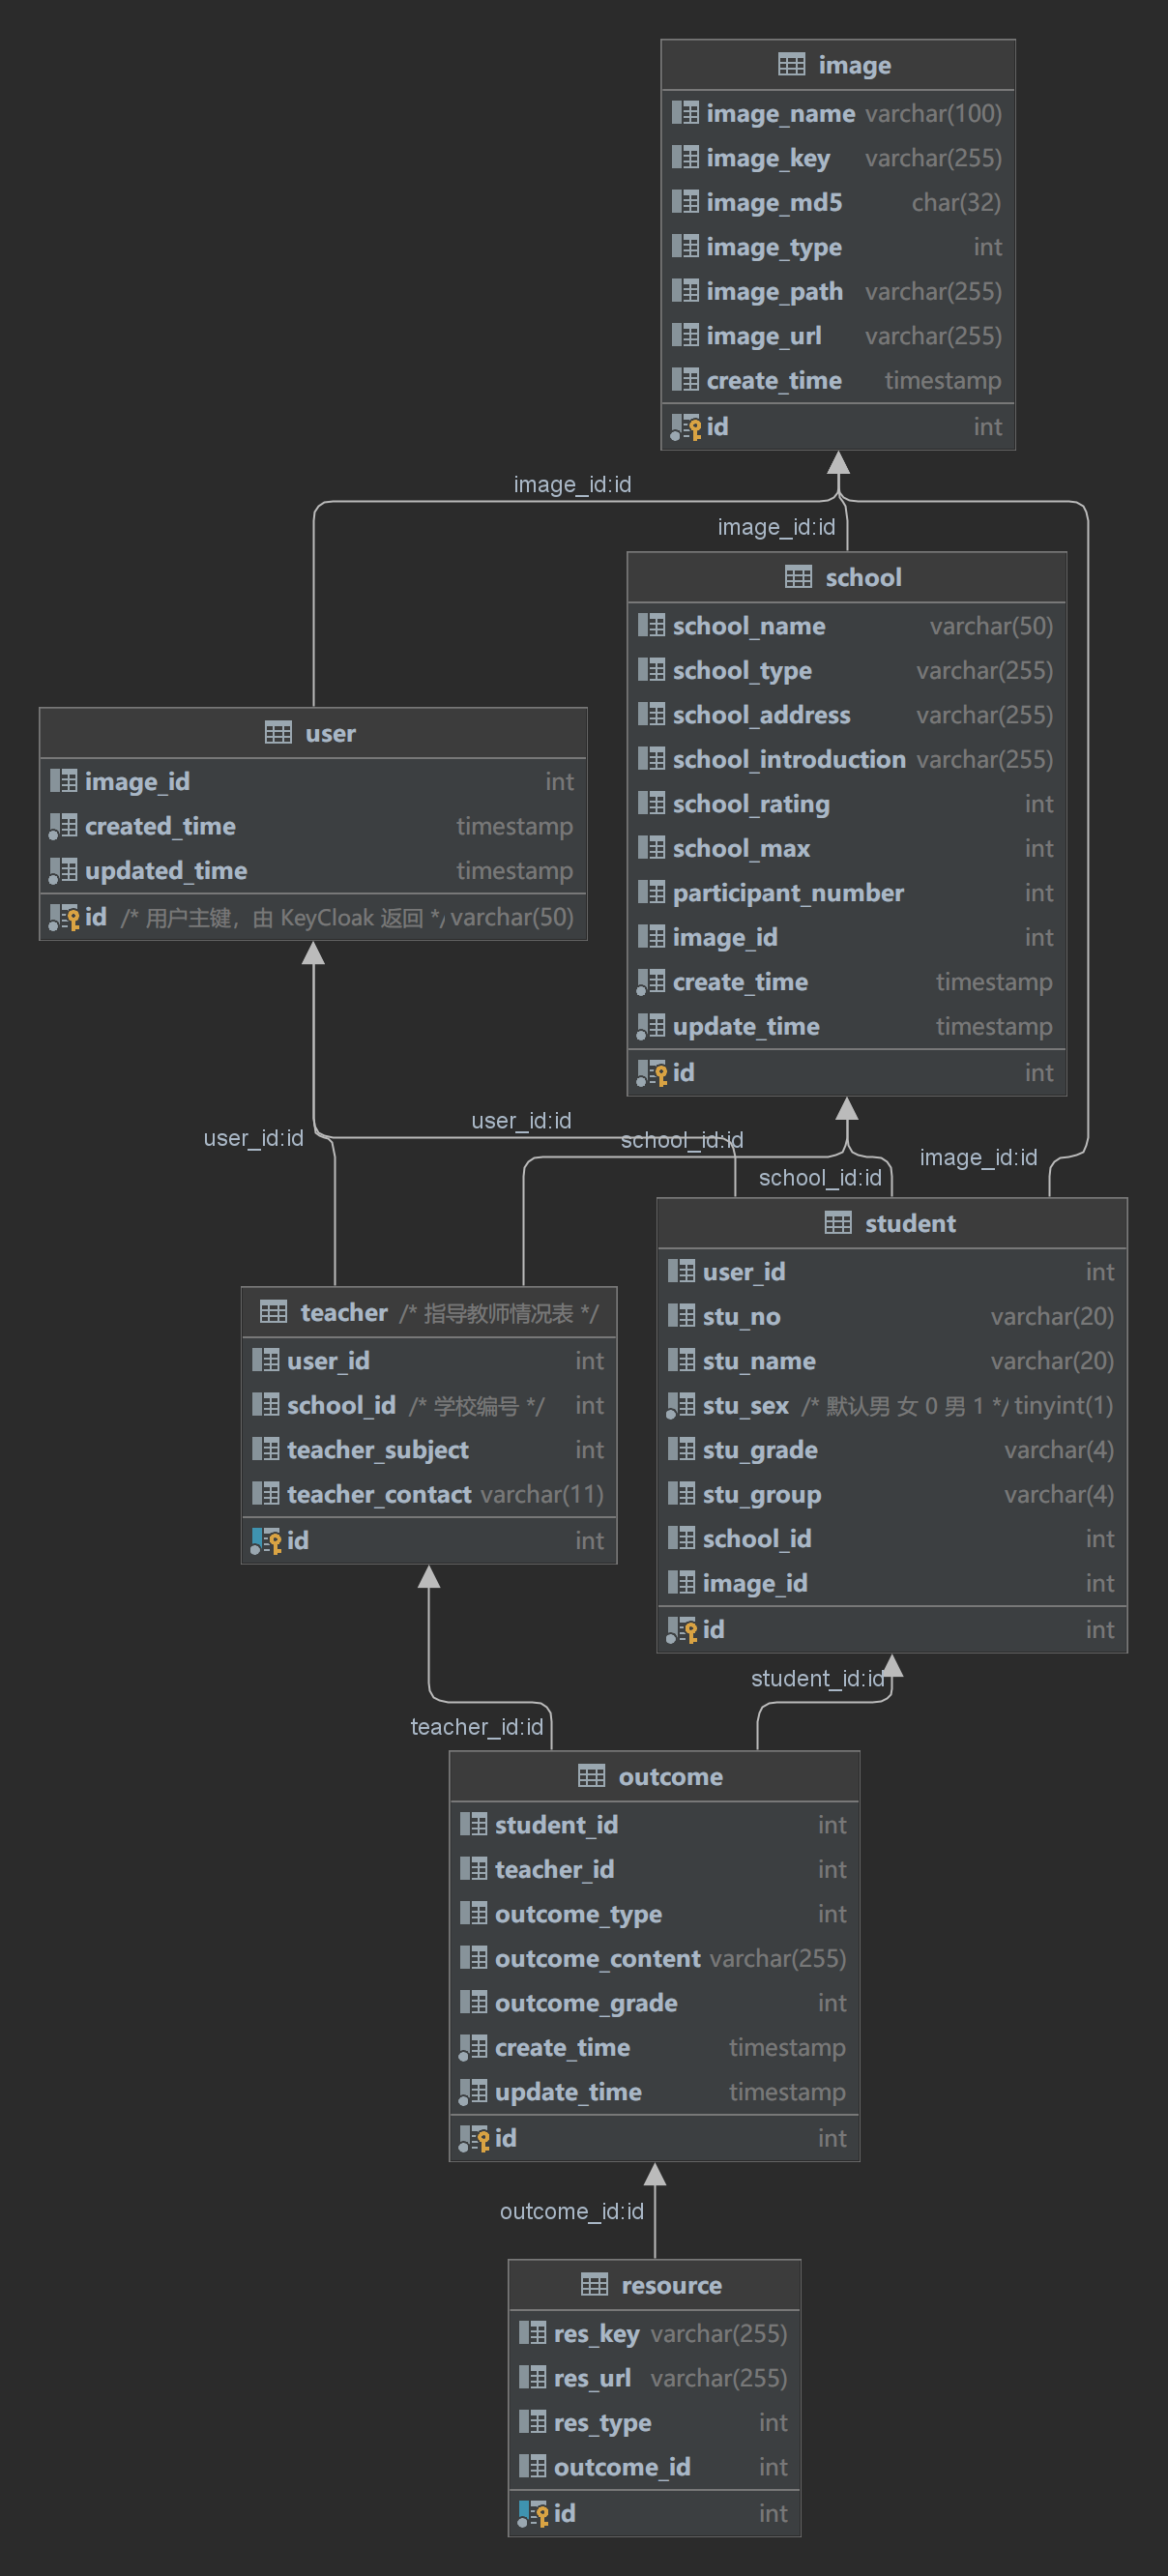 image
image_name varchar(100)
image_key varchar(255)
image_md5 char(32)
image_type int
image_path varchar(255)
image_url varchar(255)
create_time timestamp
id int
image_id:id
image_id:id
school
school_name varchar(50)
school_type varchar(255)
school_address varchar(255)
school_introduction varchar(255)
school_rating int
school_max int
participant_number int
image_id int
create_time timestamp
update_time timestamp
id int
user
image_id int
created_time timestamp
updated_time timestamp
id /* 用户主键，由 KeyCloak 返回 */ varchar(50)
user_id:id
user_id:id
school_id:id
school_id:id
image_id:id
student
user_id int
stu_no varchar(20)
stu_name varchar(20)
stu_sex /* 默认男 女 0 男 1 */ tinyint(1)
stu_grade varchar(4)
stu_group varchar(4)
school_id int
image_id int
id int
teacher /* 指导教师情况表 */
user_id int
school_id /* 学校编号 */ int
teacher_subject int
teacher_contact varchar(11)
id int
student_id:id
teacher_id:id
outcome
student_id int
teacher_id int
outcome_type int
outcome_content varchar(255)
outcome_grade int
create_time timestamp
update_time timestamp
id int
outcome_id:id
resource
res_key varchar(255)
res_url varchar(255)
res_type int
outcome_id int
id int